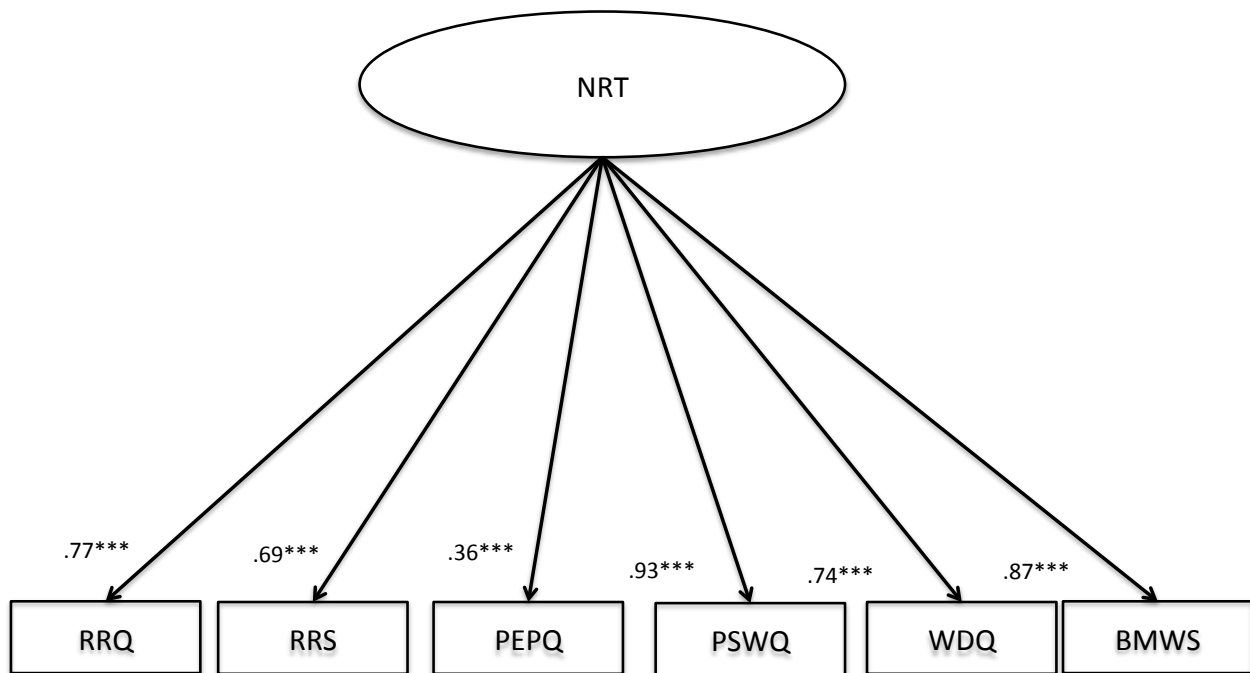 NRT
.77***
.69***
.36***
.93***
.74***
.87***
RRQ
RRS
PEPQ
PSWQ
WDQ
BMWS